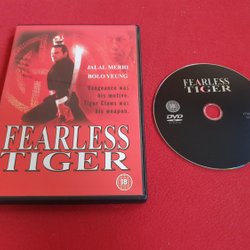 JALAL MERHI
BOLO YEUNG
Vengeance was
his motive.
Tiger Claws was
his weapon.
FEARLESS
TIGER
18
FEARLESS
TIGER
18
DVD